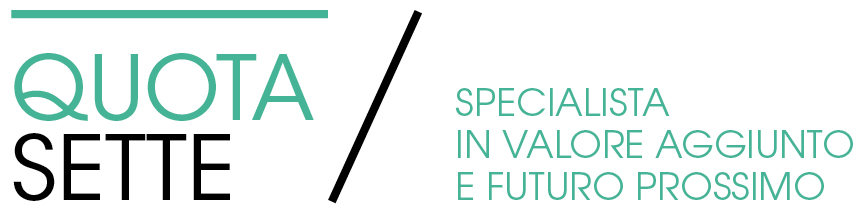 QUOTA
SETTE
SPECIALISTA
IN VALORE AGGIUNTO
E FUTURO PROSSIMO